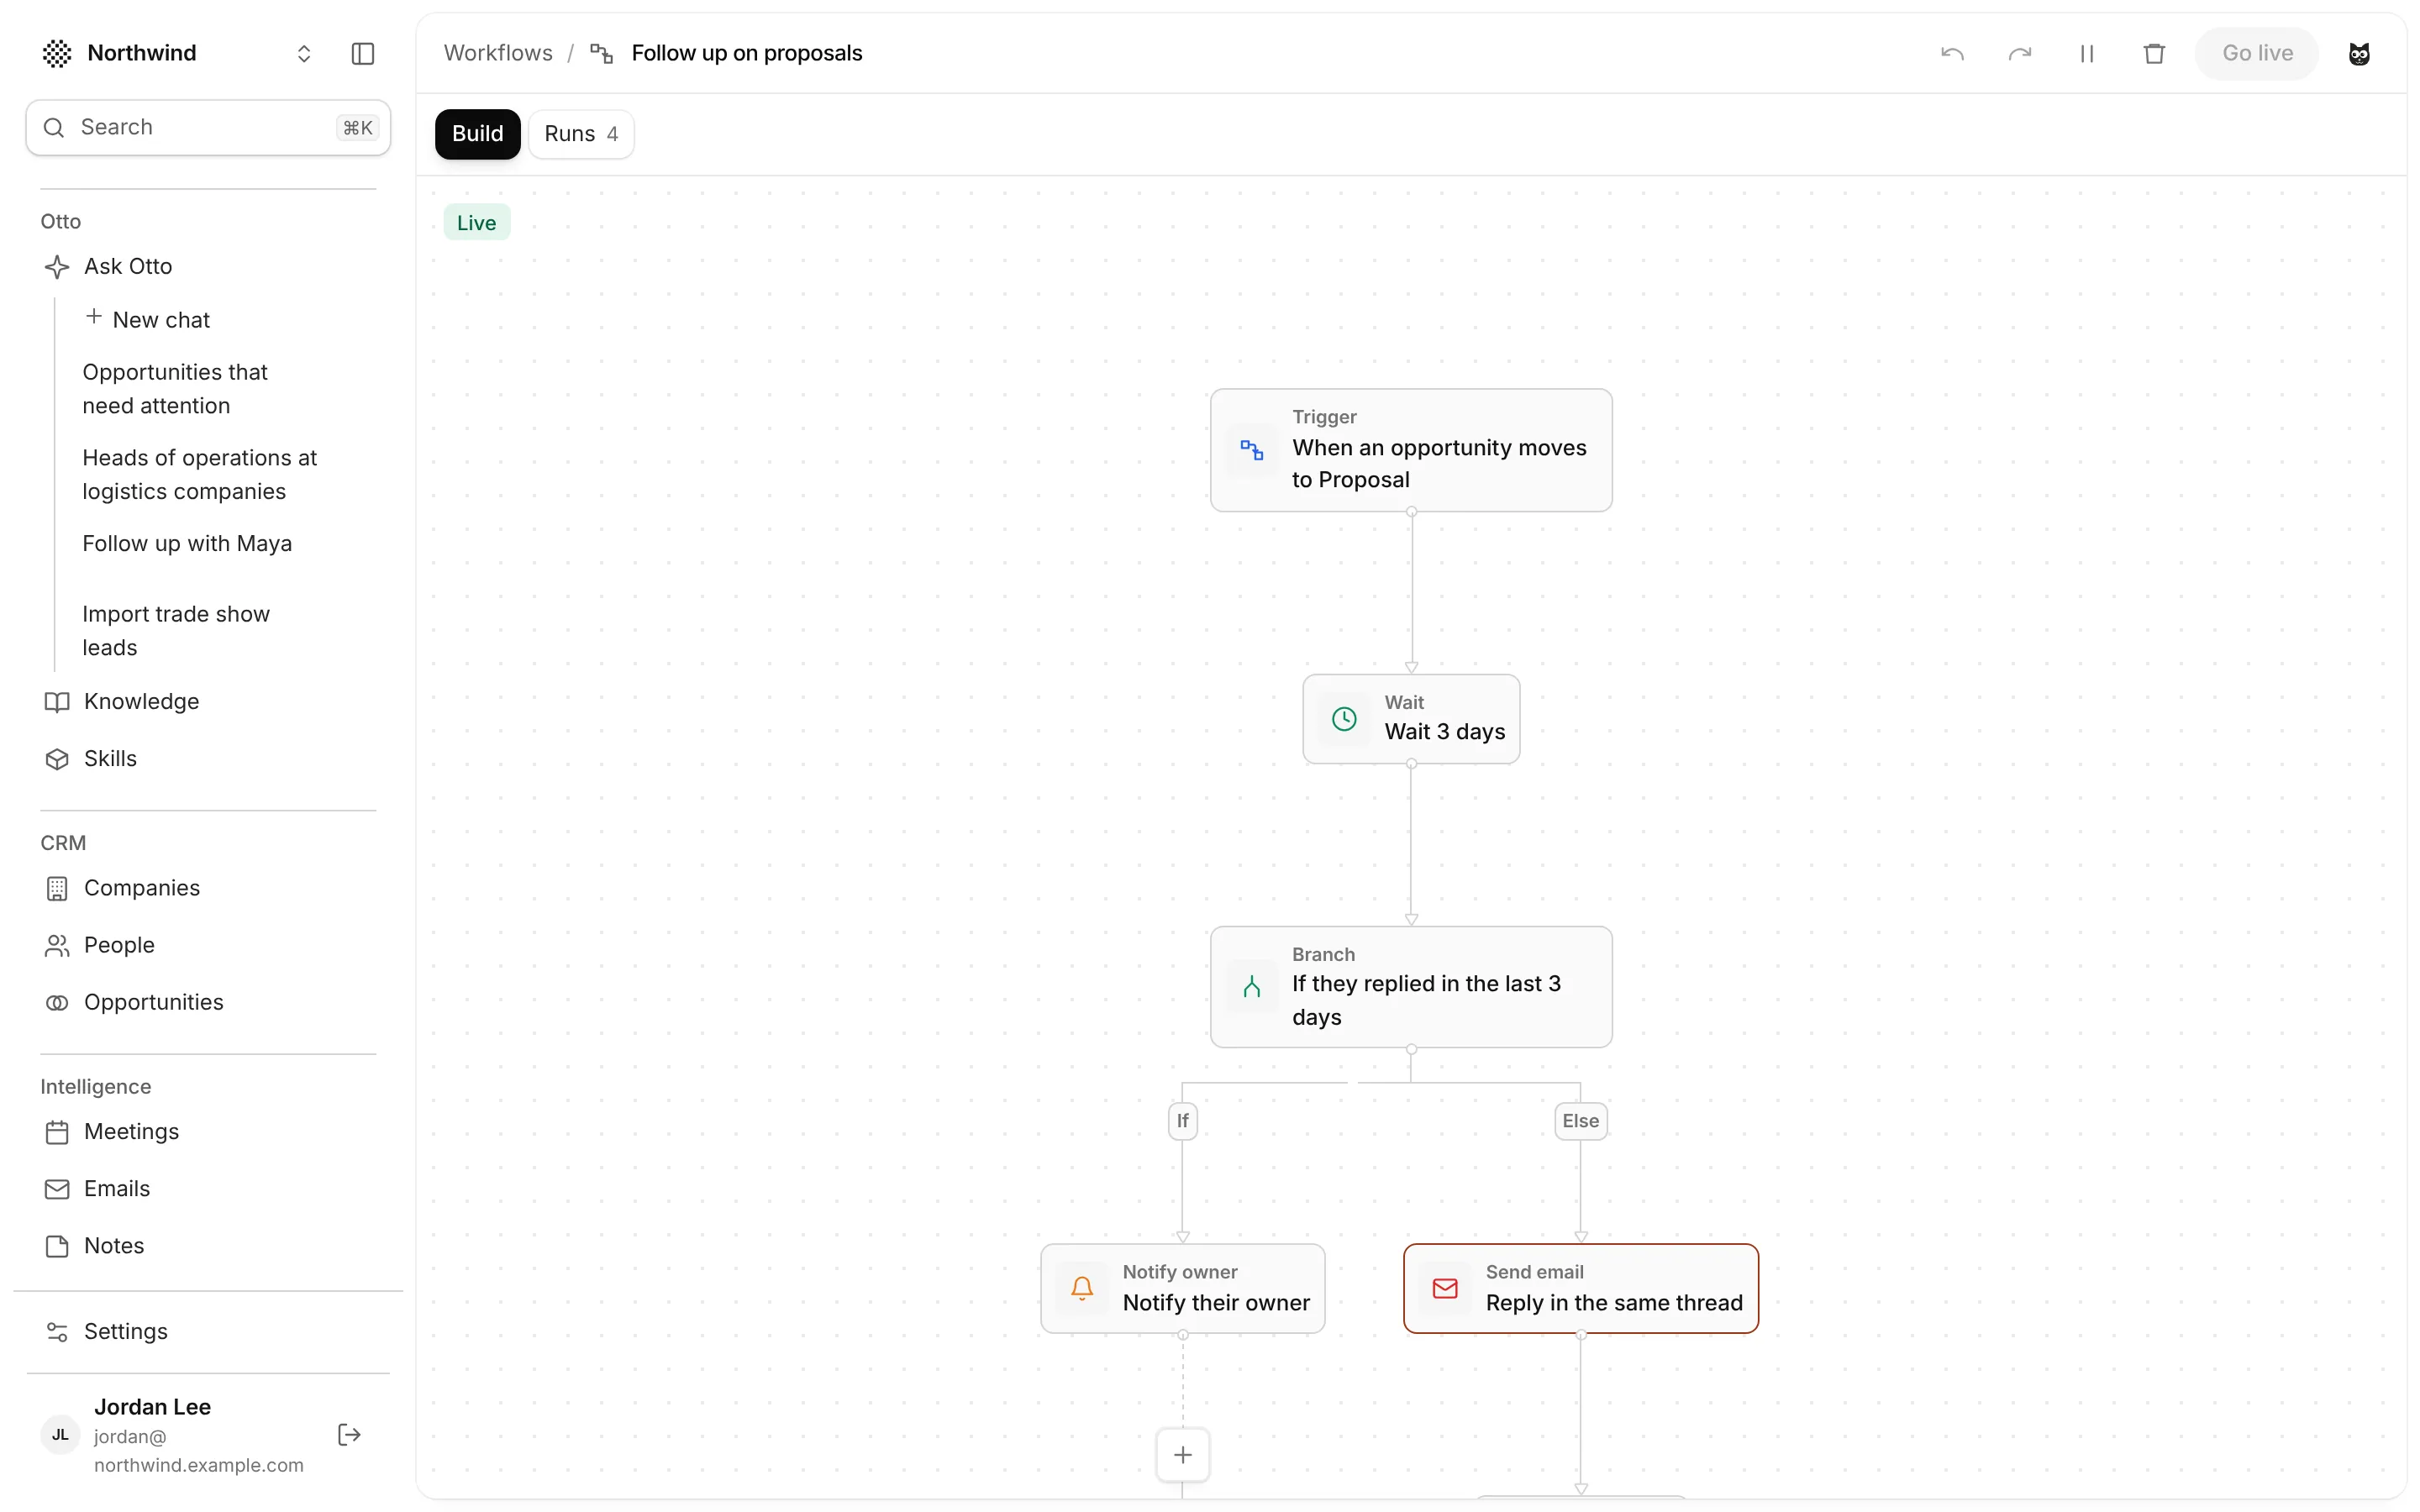 Northwind
Search
⌘K
Otto
Ask Otto
New chat
Opportunities that
need attention
Heads of operations at
logistics companies
Follow up with Maya
Import trade show
leads
Knowledge
Skills
CRM
Companies
People
Opportunities
Intelligence
Meetings
Emails
Notes
Settings
JL
Jordan Lee
jordan@
northwind.example.com
Workflows / Follow up on proposals
Go live
Build
Runs 4
Live
Trigger
When an opportunity moves
to Proposal
Wait
Wait 3 days
Branch
If they replied in the last 3
days
If
Else
Notify owner
Notify their owner
Send email
Reply in the same thread